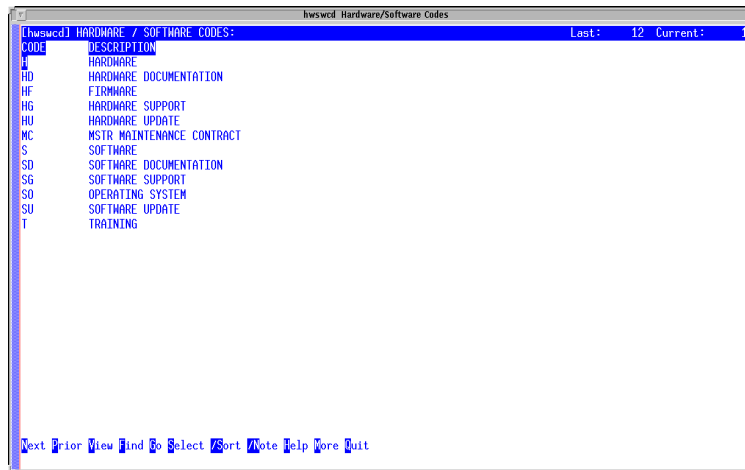 hwswcd Hardware/Software Codes
[hwswcd] HARDWARE / SOFTWARE CODES: Last: 12 Current: 1
CODE DESCRIPTION
H HARDWARE
HD HARDWARE DOCUMENTATION
HF FIRMWARE
HG HARDWARE SUPPORT
HU HARDWARE UPDATE
MC MSTR MAINTENANCE CONTRACT
S SOFTWARE
SD SOFTWARE DOCUMENTATION
SG SOFTWARE SUPPORT
SO OPERATING SYSTEM
SU SOFTWARE UPDATE
T TRAINING
Next Prior View Find Go Select /Sort /Note Help More Quit